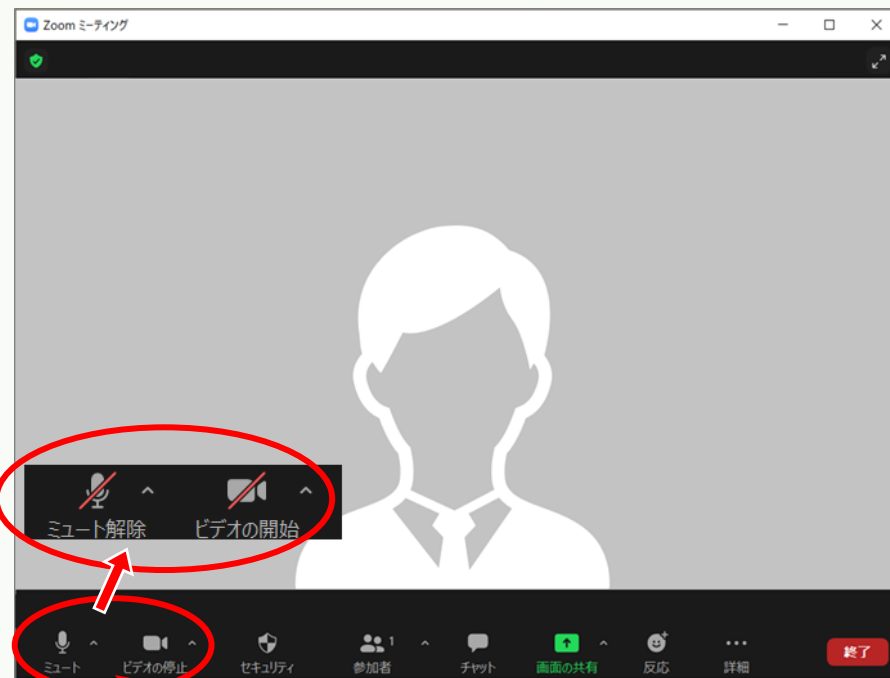 Zoom ミーティング
ミュート解除 ビデオの開始
ミュート ビデオの停止 セキュリティ 参加者 1 チャット 画面の共有 反応 詳細 終了